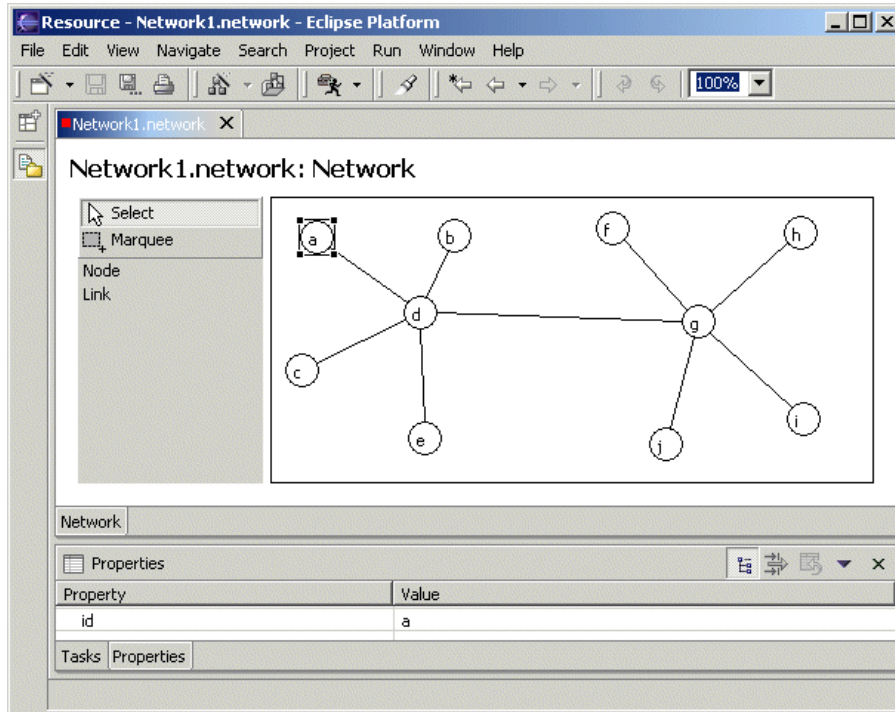 Resource - Network1.network - Eclipse Platform
File Edit View Navigate Search Project Run Window Help
100%
Network1.network
Network1.network: Network
Select
Marquee
Node
Link
a
b
f
h
d
g
c
e
j
i
Network
Properties
Property Value
id a
Tasks Properties